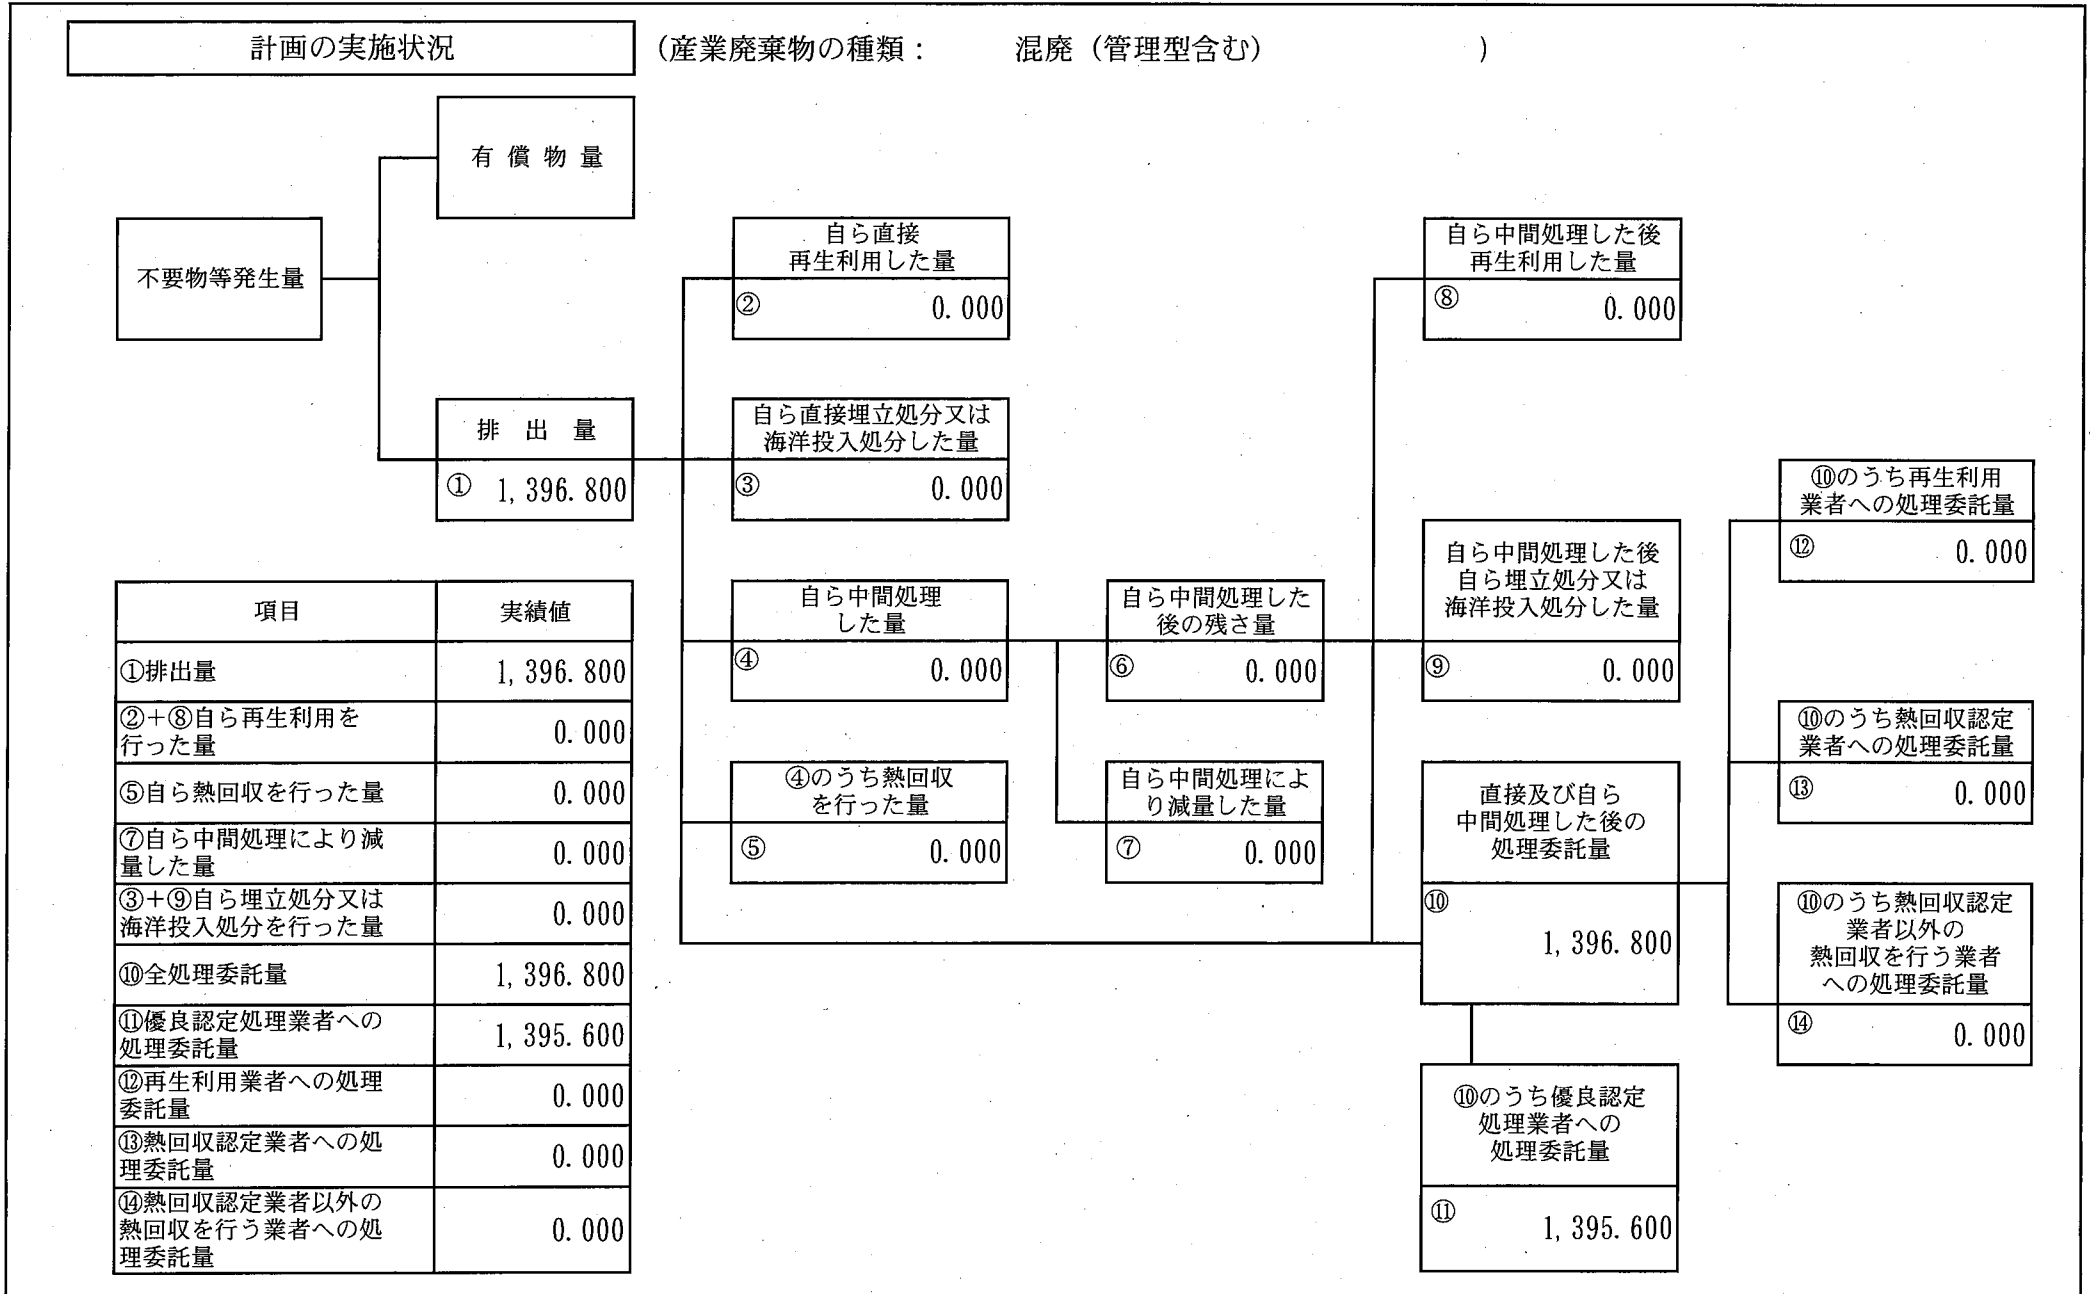 計画の実施状況
(産業廃棄物の種類： 混廃（管理型含む） )
有償物量
不要物等発生量
自ら直接
再生利用した量
② 0.000
自ら中間処理した後
再生利用した量
⑧ 0.000
排出量
① 1,396.800
自ら直接埋立処分又は
海洋投入処分した量
③ 0.000
⑩のうち再生利用
業者への処理委託量
⑫ 0.000
自ら中間処理
した量
④ 0.000
自ら中間処理した
後の残さ量
⑥ 0.000
自ら中間処理した後
自ら埋立処分又は
海洋投入処分した量
⑨ 0.000
⑩のうち熱回収認定
業者への処理委託量
⑬ 0.000
④のうち熱回収
を行った量
⑤ 0.000
自ら中間処理によ
り減量した量
⑦ 0.000
直接及び自ら
中間処理した後の
処理委託量
⑩
1,396.800
⑩のうち熱回収認定
業者以外の
熱回収を行う業者
への処理委託量
⑭ 0.000
⑩のうち優良認定
処理業者への
処理委託量
⑪
1,395.600
項目 実績値
①排出量 1,396.800
②＋⑧自ら再生利用を
行った量 0.000
⑤自ら熱回収を行った量 0.000
⑦自ら中間処理により減
量した量 0.000
③＋⑨自ら埋立処分又は
海洋投入処分を行った量 0.000
⑩全処理委託量 1,396.800
⑪優良認定処理業者への
処理委託量 1,395.600
⑫再生利用業者への処理
委託量 0.000
⑬熱回収認定業者への処
理委託量 0.000
⑭熱回収認定業者以外の
熱回収を行う業者への処
理委託量 0.000